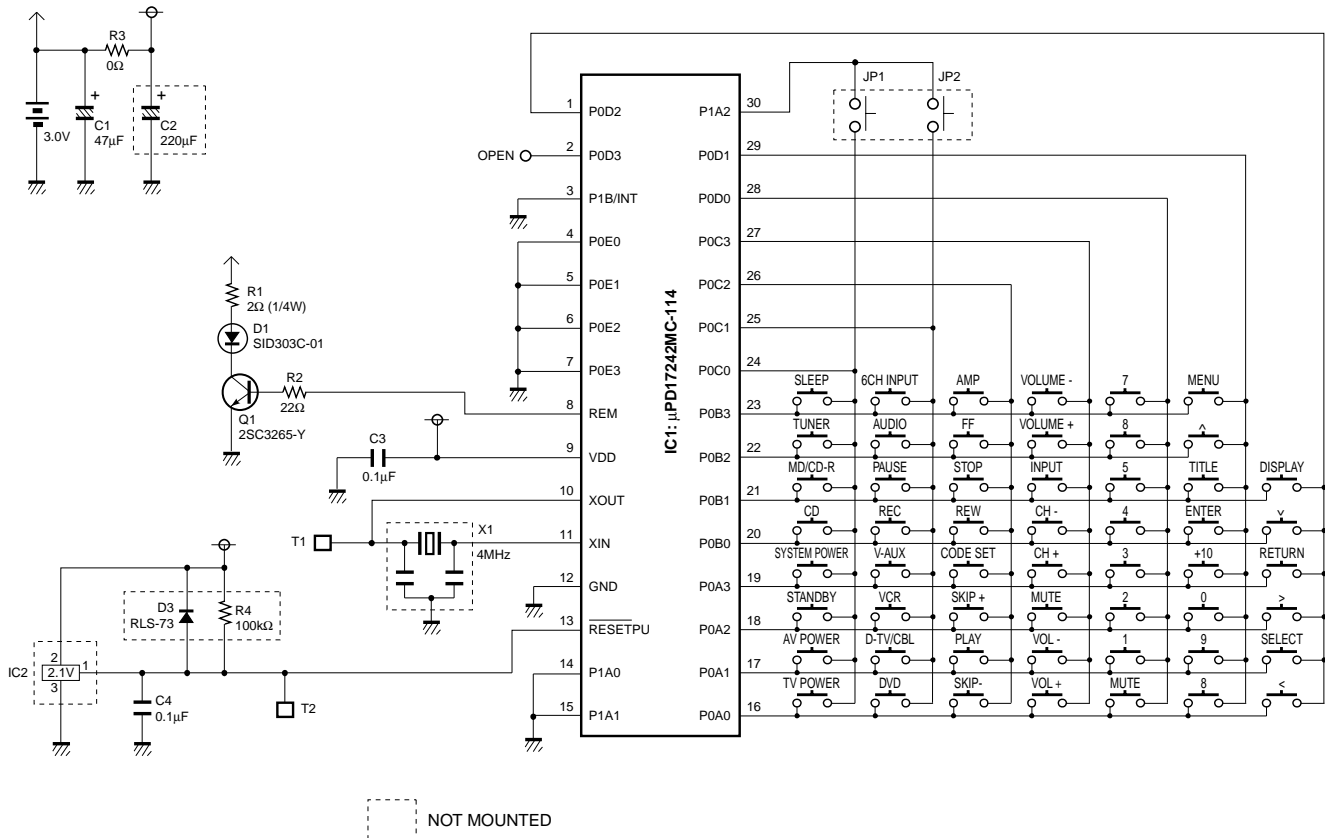 R3
0Ω
3.0V
+
C1
47μF
+
C2
220μF
R1
2Ω (1/4W)
D1
SID303C-01
R2
22Ω
Q1
2SC3265-Y
C3
0.1μF
OPEN
T1
X1
4MHz
D3
RLS-73
R4
100kΩ
IC2
2
2.1V
1
3
C4
0.1μF
T2
IC1: μPD17242MC-114
1 P0D2
2 P0D3
3 P1B/INT
4 P0E0
5 P0E1
6 P0E2
7 P0E3
8 REM
9 VDD
10 XOUT
11 XIN
12 GND
13 RESETPU
14 P1A0
15 P1A1
P1A2 30
P0D1 29
P0D0 28
P0C3 27
P0C2 26
P0C1 25
P0C0 24
P0B3 23
P0B2 22
P0B1 21
P0B0 20
P0A3 19
P0A2 18
P0A1 17
P0A0 16
JP1 JP2
SLEEP 6CH INPUT AMP VOLUME - 7 MENU
TUNER AUDIO FF VOLUME + 8 ^
MD/CD-R PAUSE STOP INPUT 5 TITLE DISPLAY
CD REC REW CH - 4 ENTER v
SYSTEM POWER V-AUX CODE SET CH + 3 +10 RETURN
STANDBY VCR SKIP + MUTE 2 0 >
AV POWER D-TV/CBL PLAY VOL - 1 9 SELECT
TV POWER DVD SKIP- VOL + MUTE 8 <
NOT MOUNTED